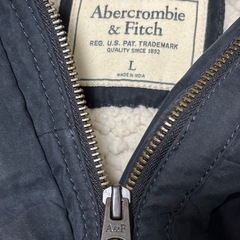 Abercrombie
& Fitch
REG. U.S. PAT. TRADEMARK
QUALITY SINCE 1892
L
MADE IN INDIA
A&F